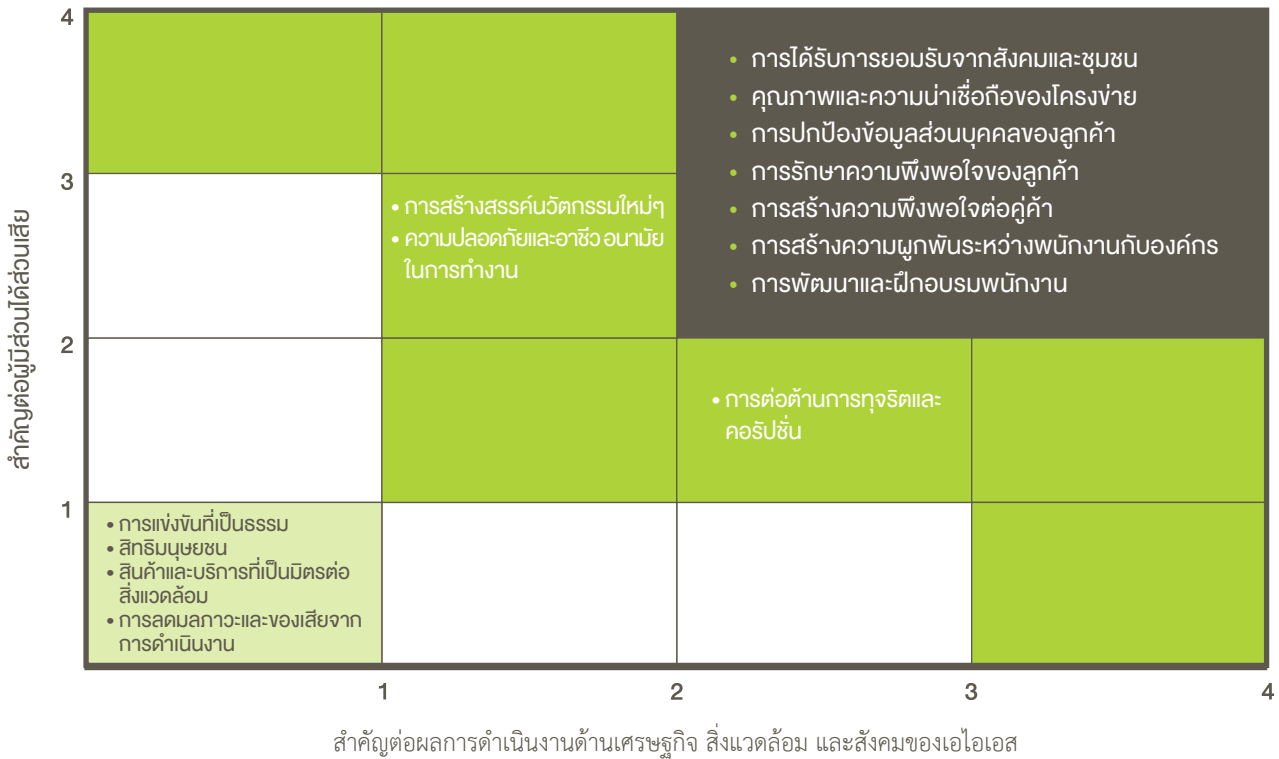 4
• การได้รับการยอมรับจากสังคมและชุมชน
• คุณภาพและความน่าเชื่อถือของโครงข่าย
• การปกป้องข้อมูลส่วนบุคคลของลูกค้า
• การรักษาความพึงพอใจของลูกค้า
• การสร้างความพึงพอใจต่อคู่ค้า
• การสร้างความผูกพันระหว่างพนักงานกับองค์กร
• การพัฒนาและฝึกอบรมพนักงาน
3
• การสร้างสรรค์นวัตกรรมใหม่ๆ
• ความปลอดภัยและอาชีวอนามัย
ในการทำงาน
สำคัญต่อผู้มีส่วนได้ส่วนเสีย
2
• การต่อต้านการทุจริตและ
คอรัปชั่น
1
• การแข่งขันที่เป็นธรรม
• สิทธิมนุษยชน
• สินค้าและบริการที่เป็นมิตรต่อ
สิ่งแวดล้อม
• การลดมลภาวะและของเสียจาก
การดำเนินงาน
1 2 3 4
สำคัญต่อผลการดำเนินงานด้านเศรษฐกิจ สิ่งแวดล้อม และสังคมของเอไอเอส